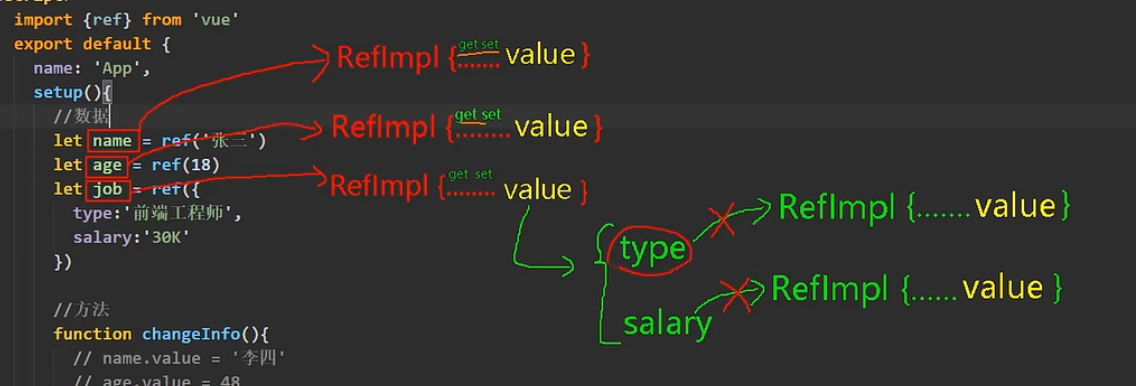 import {ref} from 'vue'
export default {
name: 'App',
setup(){
//数据
let name = ref('张三')
let age = ref(18)
let job = ref({
type:'前端工程师',
salary:'30K'
})
//方法
function changeInfo(){
// name.value = '李四'
// age.value = 48
RefImpl {get set ....... value }
RefImpl {get set ........ value }
RefImpl {get set ........ value }
{ type
salary
RefImpl {....... value }
RefImpl {...... value }